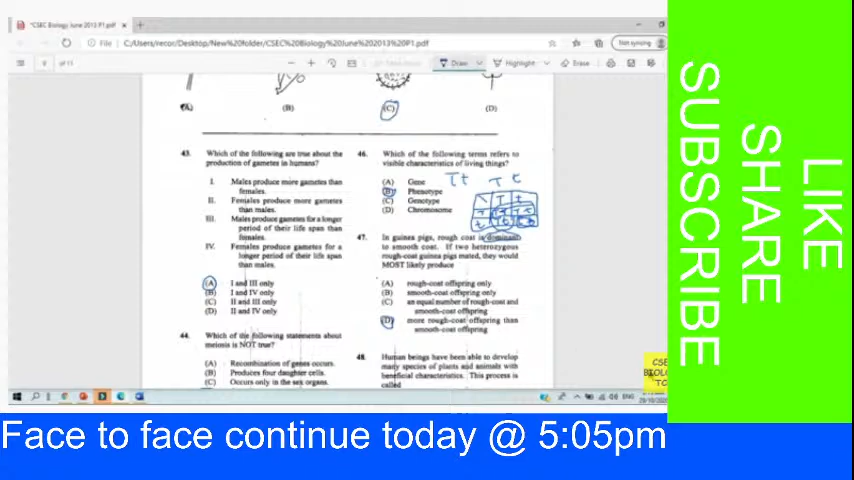 *CSEC Biology June 2013 P1.pdf
File
C:/Users/recor/Desktop/New%20folder/CSEC%20Biology%20June%202013%20P1.pdf
Not syncing
9 of 11
Draw
Highlight
Erase
(A)
(B)
(C)
(D)
43. Which of the following are true about the
production of gametes in humans?
I. Males produce more gametes than
females.
II. Females produce more gametes
than males.
III. Males produce gametes for a longer
period of their life span than
females.
IV. Females produce gametes for a
longer period of their life span
than males.
(A) I and III only
(B) I and IV only
(C) II and III only
(D) II and IV only
44. Which of the following statements about
meiosis is NOT true?
(A) Recombination of genes occurs.
(B) Produces four daughter cells.
(C) Occurs only in the sex organs.
46. Which of the following terms refers to
visible characteristics of living things?
(A) Gene
(B) Phenotype
(C) Genotype
(D) Chromosome
Tt T t
T t
T Tt
t
47. In guinea pigs, rough coat is dominant
to smooth coat. If two heterozygous
rough-coat guinea pigs mated, they would
MOST likely produce
(A) rough-coat offspring only
(B) smooth-coat offspring only
(C) an equal number of rough-coat and
smooth-coat offspring
(D) more rough-coat offspring than
smooth-coat offspring
48. Human beings have been able to develop
many species of plants and animals with
beneficial characteristics. This process is
called
ENG
LIKE
SHARE
SUBSCRIBE
Face to face continue today @ 5:05pm